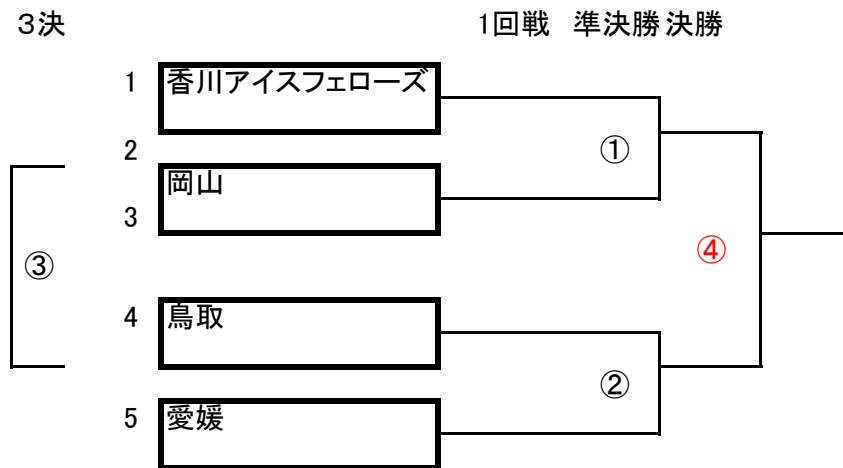 3決 1回戦 準決勝 決勝
1 香川アイスフェローズ
2 ①
岡山
3
③ ④
4 鳥取
②
5 愛媛